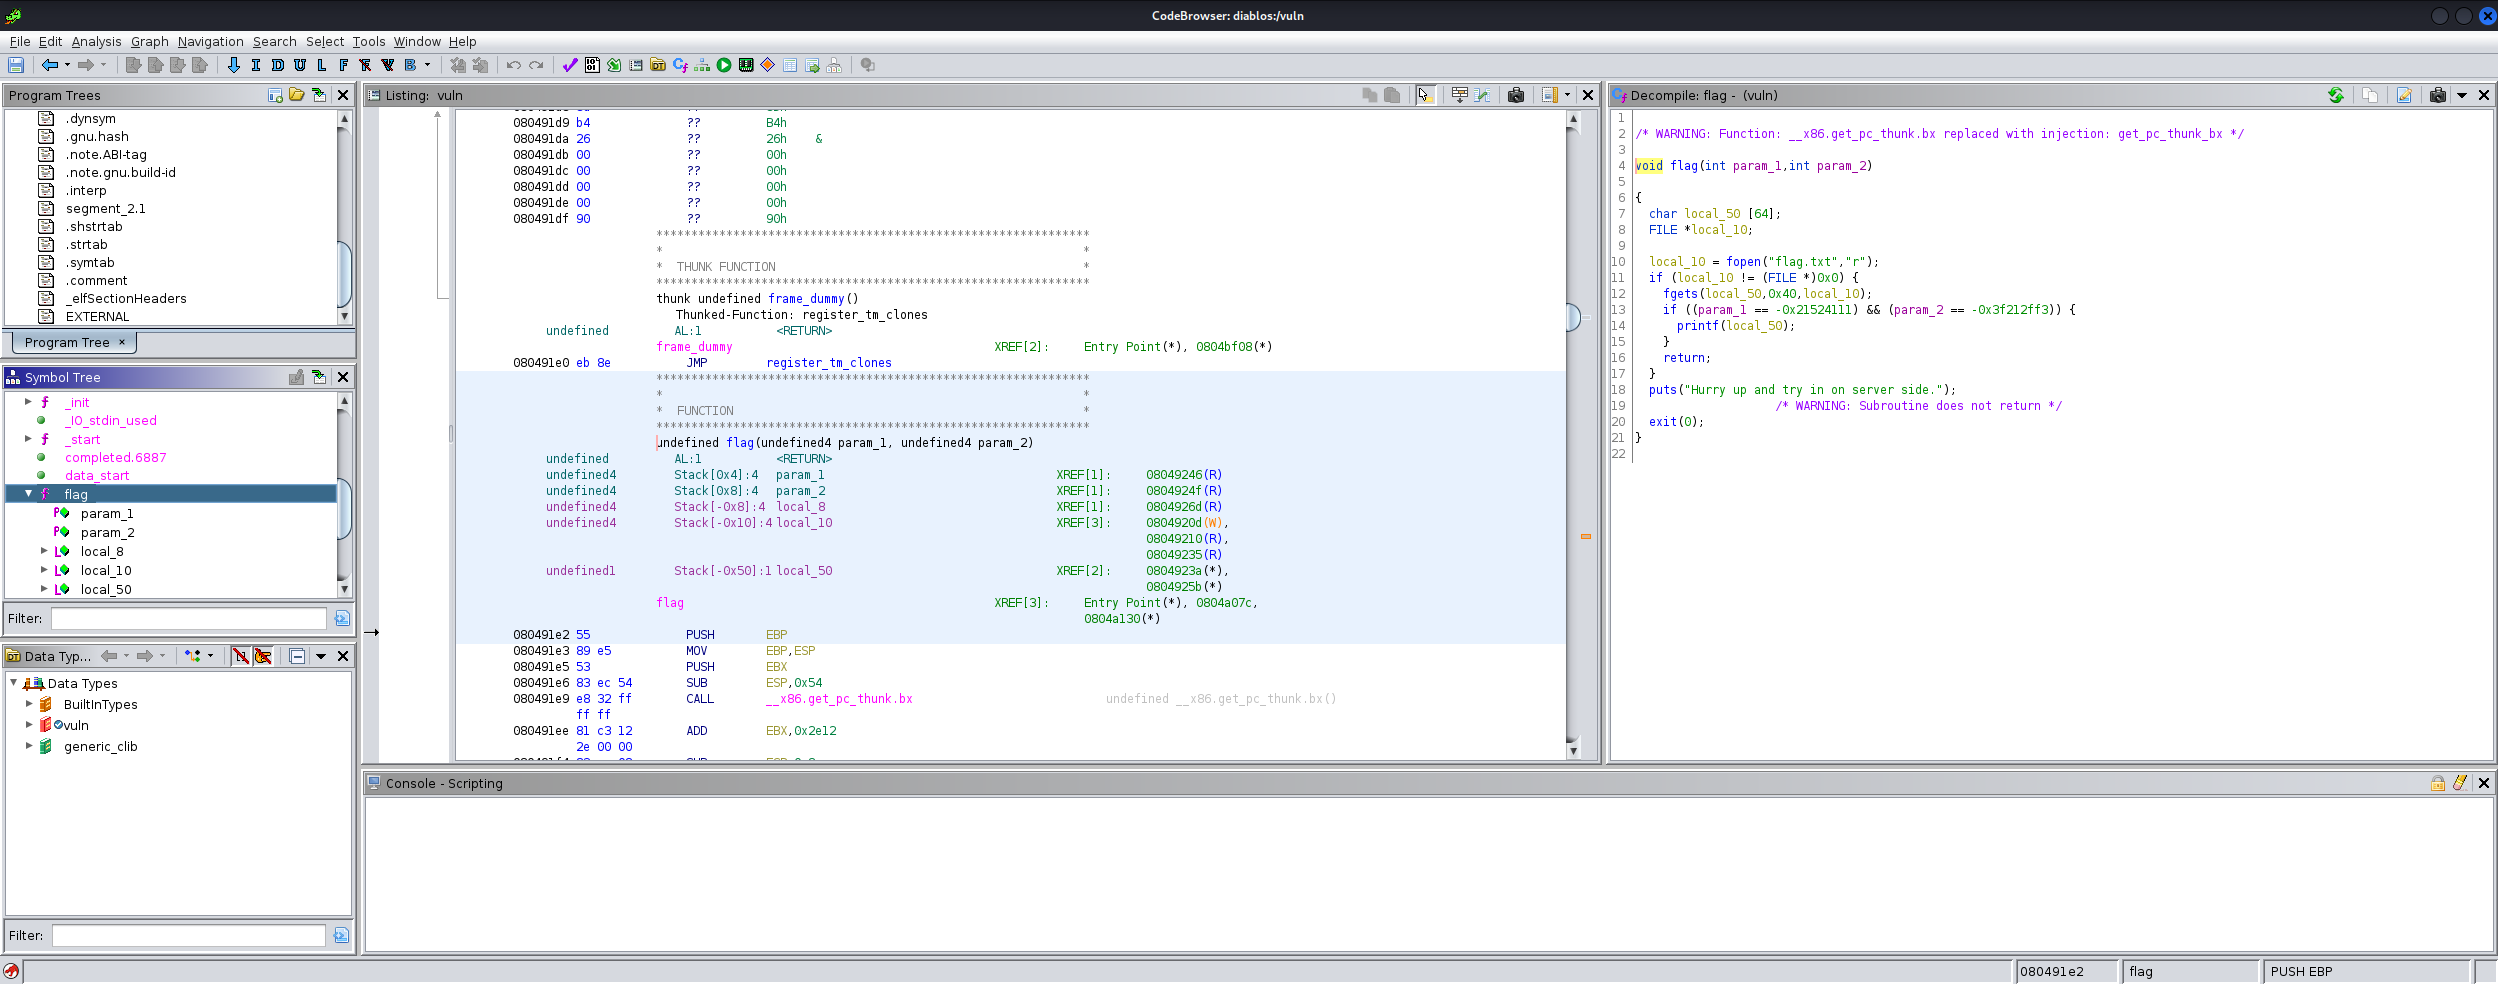 CodeBrowser: diablos:/vuln
File Edit Analysis Graph Navigation Search Select Tools Window Help
I D U L F B
Program Trees
.dynsym
.gnu.hash
.note.ABI-tag
.note.gnu.build-id
.interp
segment_2.1
.shstrtab
.strtab
.symtab
.comment
_elfSectionHeaders
EXTERNAL
Program Tree ×
Symbol Tree
f _init
_IO_stdin_used
f _start
completed.6887
data_start
f flag
param_1
param_2
local_8
local_10
local_50
Filter:
Data Typ...
Data Types
BuiltInTypes
vuln
generic_clib
Filter:
Listing: vuln
080491d9 b4 ?? B4h
080491da 26 ?? 26h &
080491db 00 ?? 00h
080491dc 00 ?? 00h
080491dd 00 ?? 00h
080491de 00 ?? 00h
080491df 90 ?? 90h
**************************************************************
* *
* THUNK FUNCTION *
**************************************************************
thunk undefined frame_dummy()
Thunked-Function: register_tm_clones
undefined AL:1 <RETURN>
frame_dummy XREF[2]: Entry Point(*), 0804bf08(*)
080491e0 eb 8e JMP register_tm_clones
**************************************************************
* *
* FUNCTION *
**************************************************************
undefined flag(undefined4 param_1, undefined4 param_2)
undefined AL:1 <RETURN>
undefined4 Stack[0x4]:4 param_1 XREF[1]: 08049246(R)
undefined4 Stack[0x8]:4 param_2 XREF[1]: 0804924f(R)
undefined4 Stack[-0x8]:4 local_8 XREF[1]: 0804926d(R)
undefined4 Stack[-0x10]:4 local_10 XREF[3]: 0804920d(W),
08049210(R),
08049235(R)
undefined1 Stack[-0x50]:1 local_50 XREF[2]: 0804923a(*),
0804925b(*)
flag XREF[3]: Entry Point(*), 0804a07c,
0804a130(*)
080491e2 55 PUSH EBP
080491e3 89 e5 MOV EBP,ESP
080491e5 53 PUSH EBX
080491e6 83 ec 54 SUB ESP,0x54
080491e9 e8 32 ff CALL __x86.get_pc_thunk.bx undefined __x86.get_pc_thunk.bx()
ff ff
080491ee 81 c3 12 ADD EBX,0x2e12
2e 00 00
Decompile: flag - (vuln)
1
2 /* WARNING: Function: __x86.get_pc_thunk.bx replaced with injection: get_pc_thunk_bx */
3
4 void flag(int param_1,int param_2)
5
6 {
7 char local_50 [64];
8 FILE *local_10;
9
10 local_10 = fopen("flag.txt","r");
11 if (local_10 != (FILE *)0x0) {
12 fgets(local_50,0x40,local_10);
13 if ((param_1 == -0x21524111) && (param_2 == -0x3f212ff3)) {
14 printf(local_50);
15 }
16 return;
17 }
18 puts("Hurry up and try in on server side.");
19 /* WARNING: Subroutine does not return */
20 exit(0);
21 }
22
Console - Scripting
080491e2 flag PUSH EBP